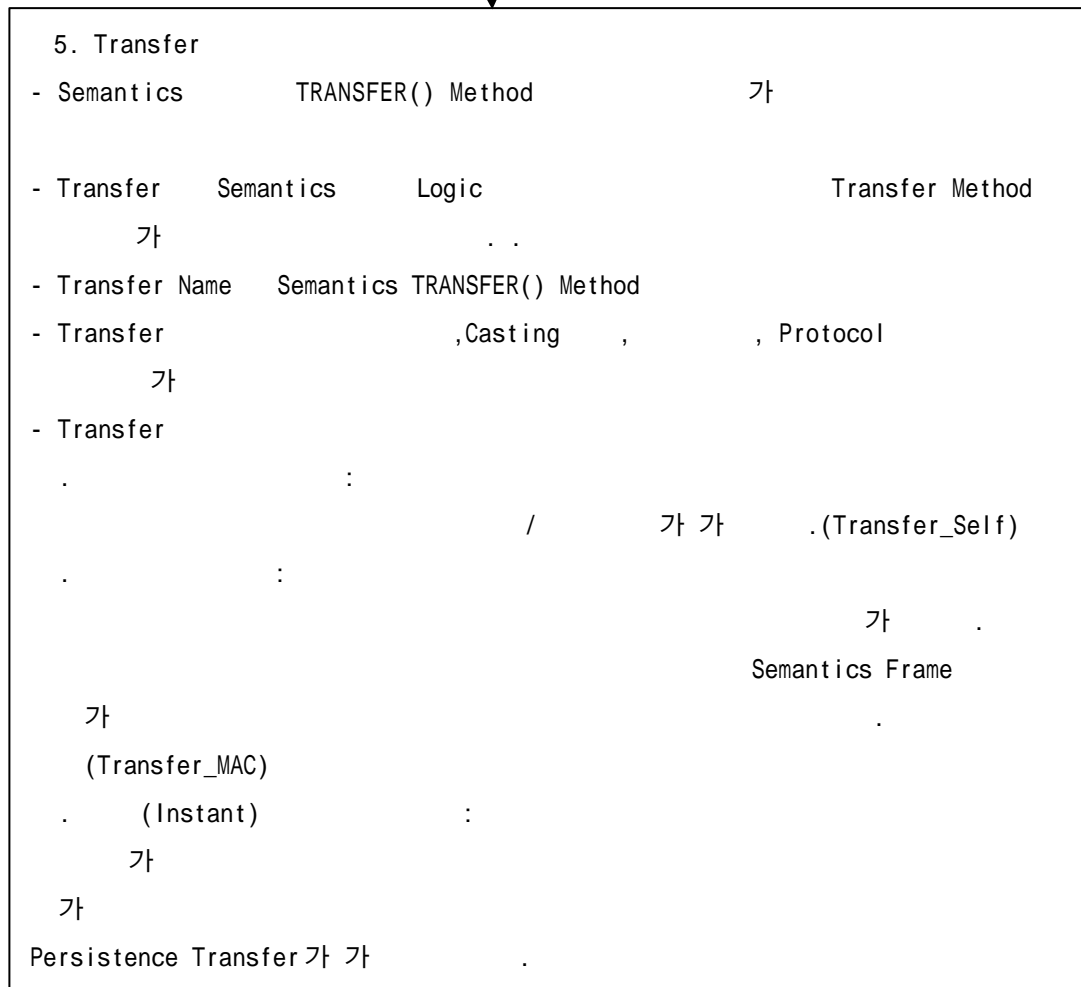 5. Transfer
- Semantics TRANSFER() Method 가
- Transfer Semantics Logic Transfer Method
가 . .
- Transfer Name Semantics TRANSFER() Method
- Transfer ,Casting , , Protocol
가
- Transfer
. :
/ 가 가 .(Transfer_Self)
. :
가 .
Semantics Frame
가 .
(Transfer_MAC)
. (Instant) :
가
가
Persistence Transfer가 가 .